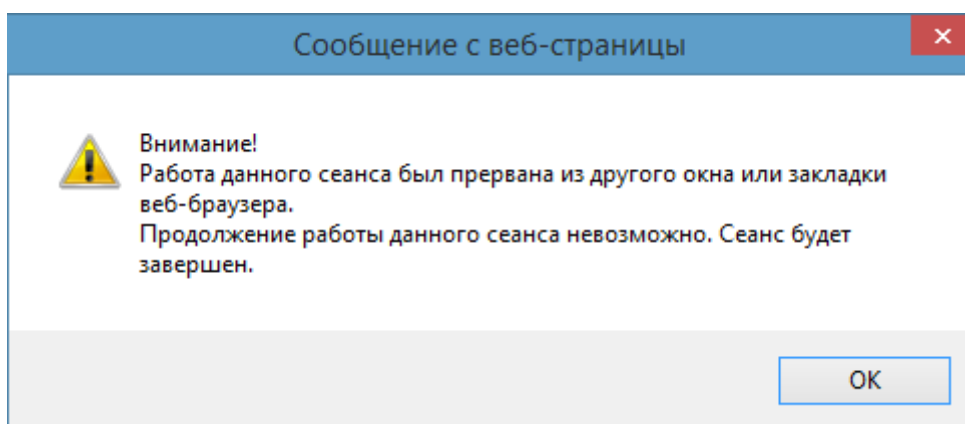 Сообщение с веб-страницы
Внимание!
Работа данного сеанса был прервана из другого окна или закладки
веб-браузера.
Продолжение работы данного сеанса невозможно. Сеанс будет
завершен.
ОК